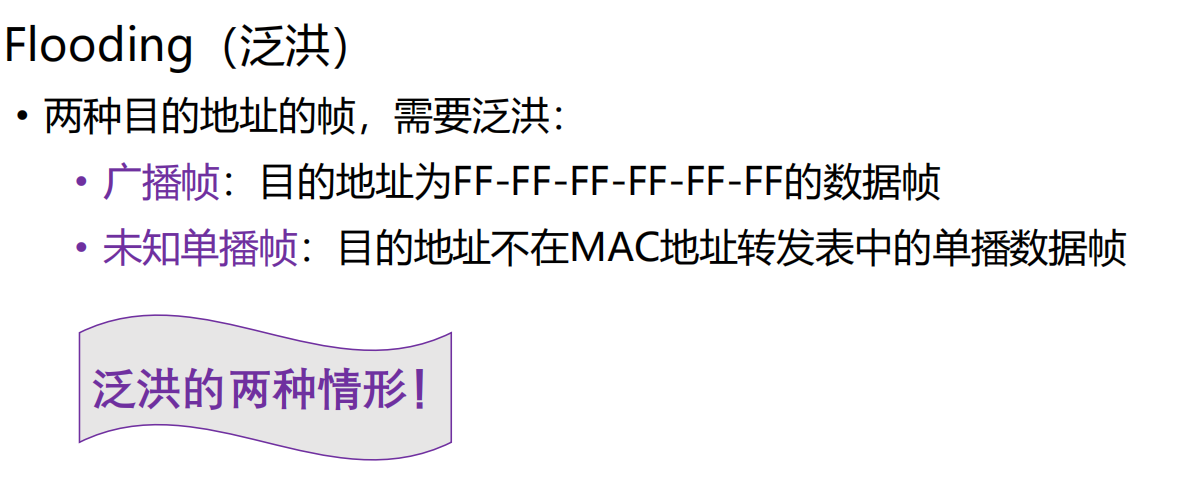 Flooding（泛洪）
• 两种目的地址的帧，需要泛洪：
• 广播帧：目的地址为FF-FF-FF-FF-FF-FF的数据帧
• 未知单播帧：目的地址不在MAC地址转发表中的单播数据帧
泛洪的两种情形！